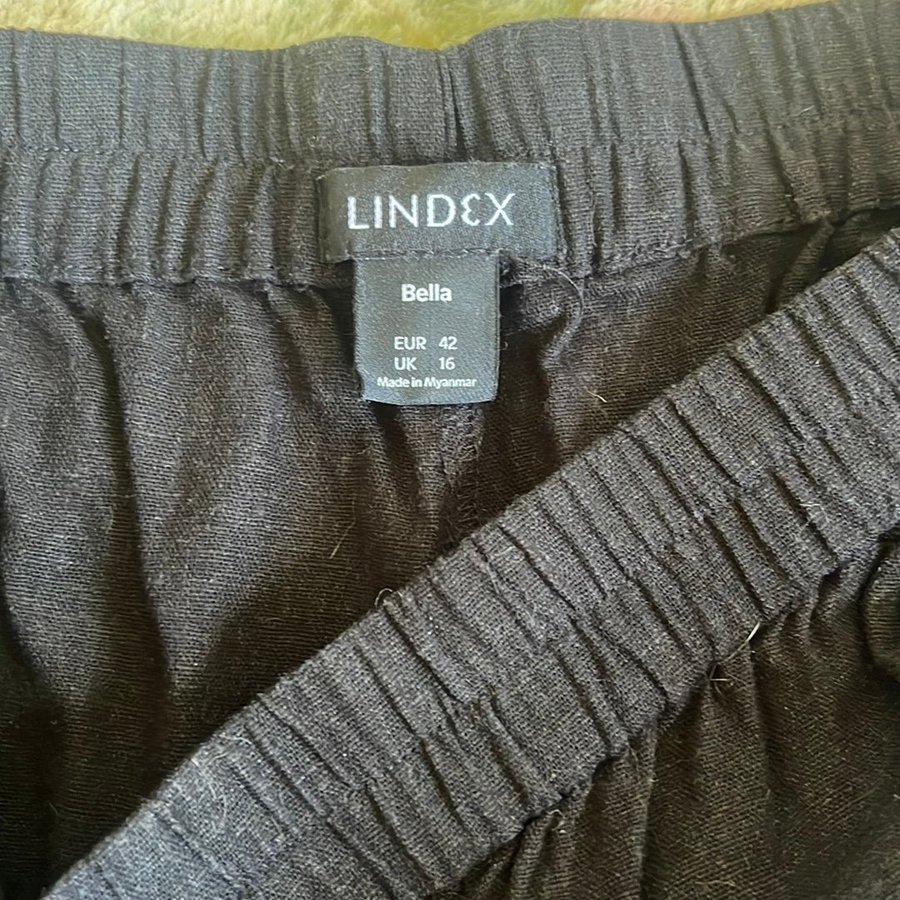 LINDEX
Bella
EUR 42
UK 16
Made in Myanmar